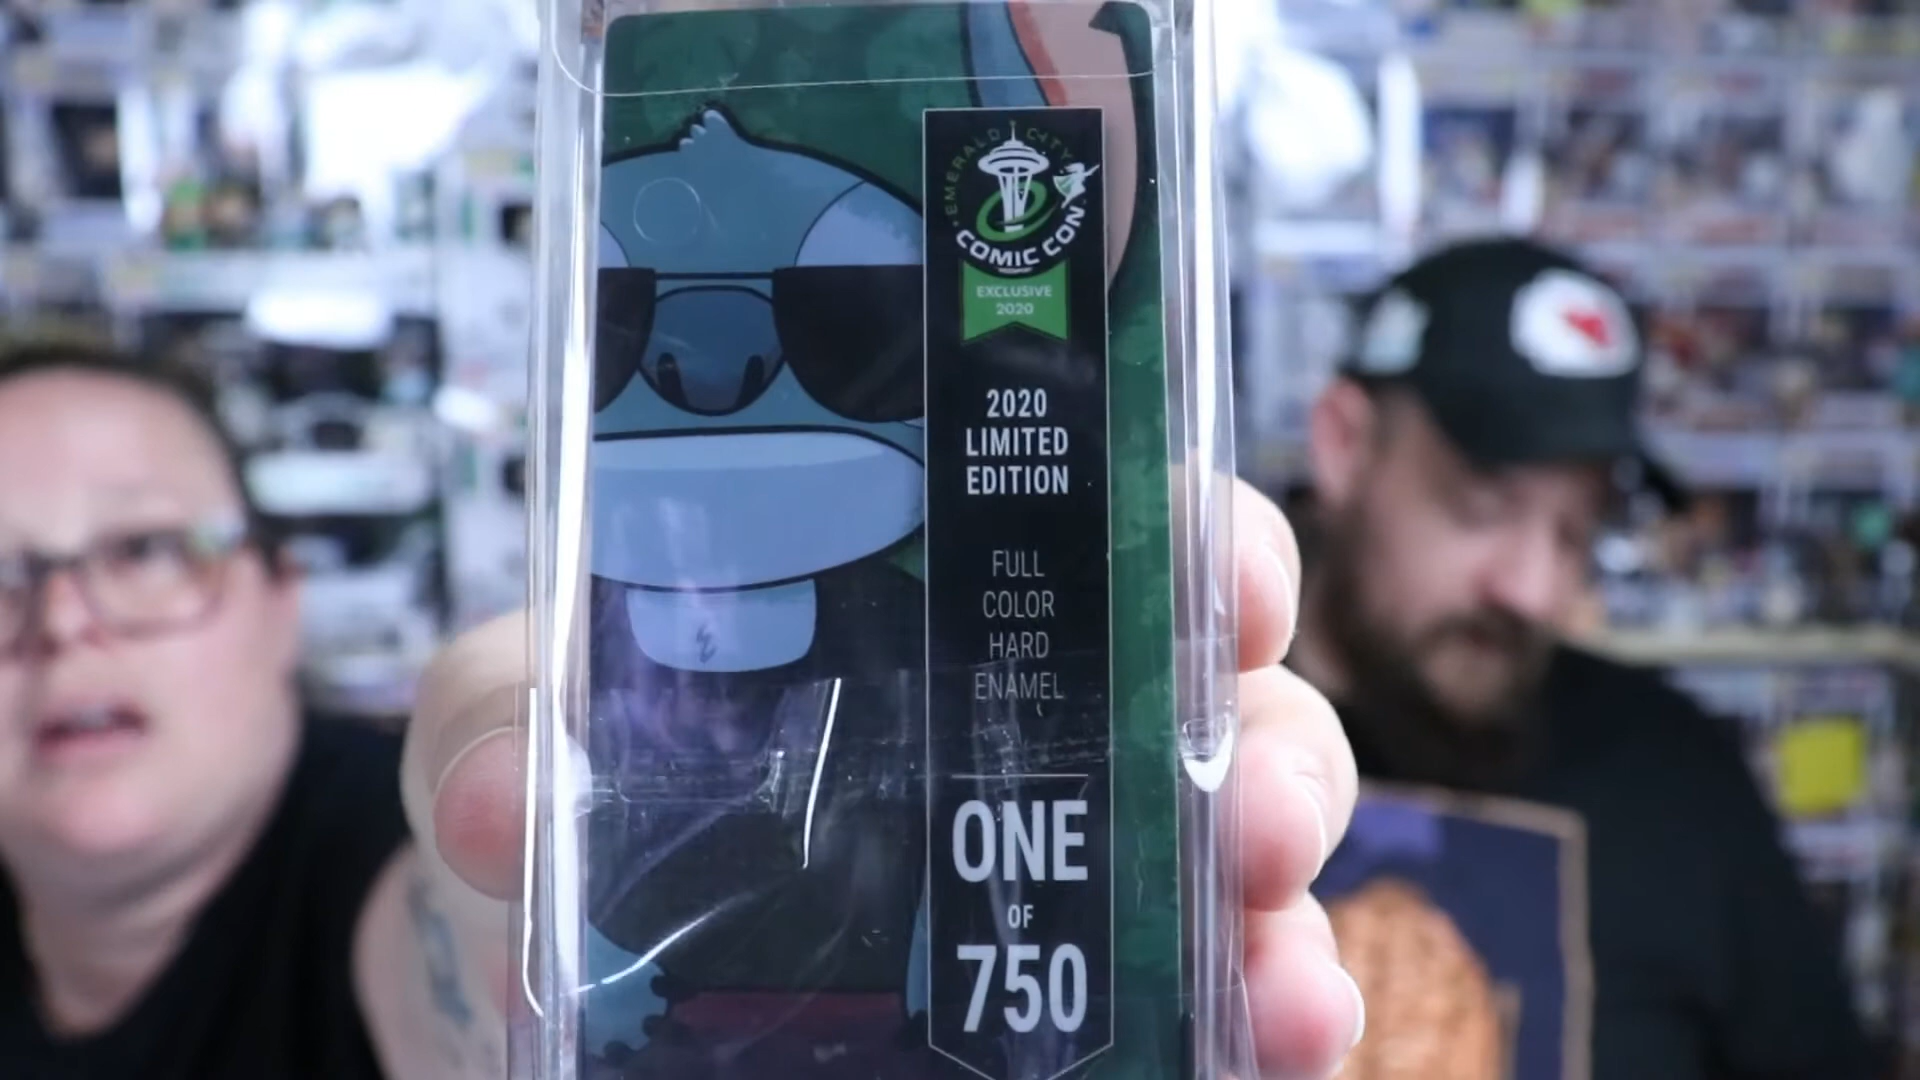 EMERALD CITY
COMIC CON
EXCLUSIVE
2020
2020
LIMITED
EDITION
FULL
COLOR
HARD
ENAMEL
ONE
OF
750